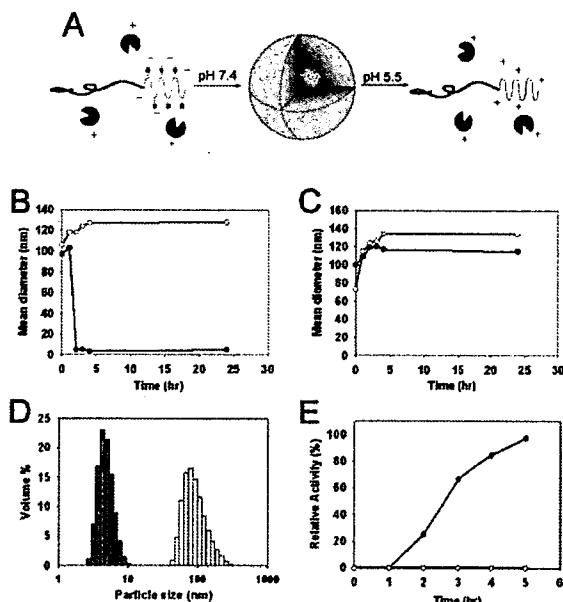 A
pH 7.4
pH 5.5
B
Mean diameter (nm)
140
120
100
80
60
40
20
0
0 5 10 15 20 25 30
Time (hr)
C
Mean diometer (nm)
160
140
120
100
80
60
40
20
0
0 5 10 15 20 25 30
Time (hr)
D
Volume %
25
20
15
10
5
0
1 10 100 1000
Particle size (nm)
E
Relative Activity (%)
100
80
60
40
20
0
0 1 2 3 4 5 6
Time (hr)